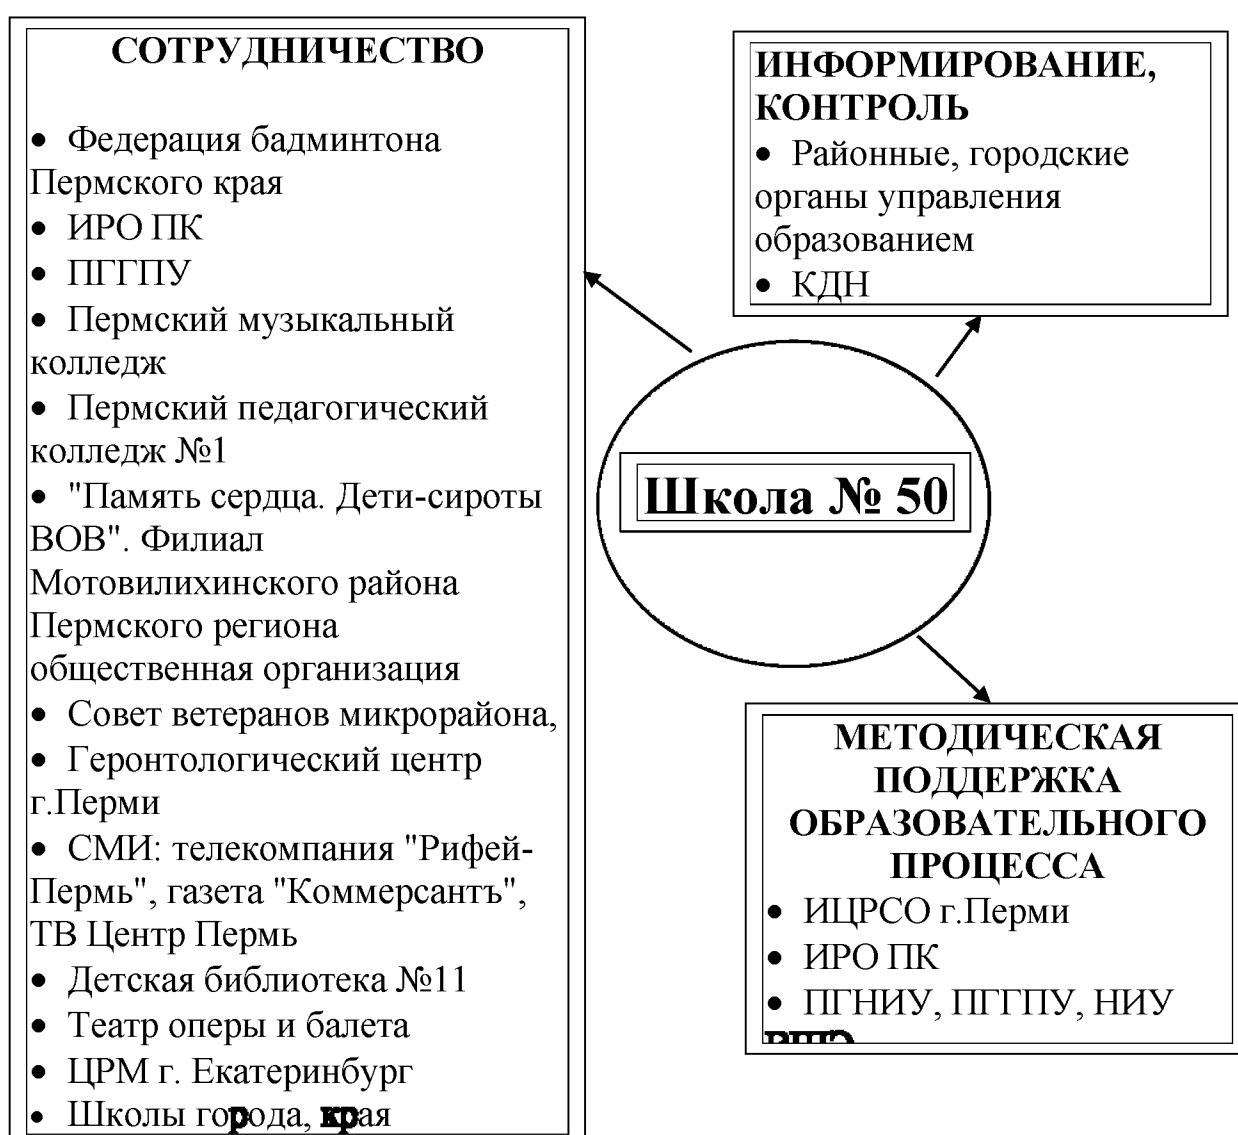 СОТРУДНИЧЕСТВО
• Федерация бадминтона
Пермского края
• ИРО ПК
• ПГГПУ
• Пермский музыкальный
колледж
• Пермский педагогический
колледж №1
• "Память сердца. Дети-сироты
ВОВ". Филиал
Мотовилихинского района
Пермского региона
общественная организация
• Совет ветеранов микрорайона,
• Геронтологический центр
г.Перми
• СМИ: телекомпания "Рифей-
Пермь", газета "Коммерсантъ",
ТВ Центр Пермь
• Детская библиотека №11
• Театр оперы и балета
• ЦРМ г. Екатеринбург
• Школы города, края
ИНФОРМИРОВАНИЕ,
КОНТРОЛЬ
• Районные, городские
органы управления
образованием
• КДН
Школа № 50
МЕТОДИЧЕСКАЯ
ПОДДЕРЖКА
ОБРАЗОВАТЕЛЬНОГО
ПРОЦЕССА
• ИЦРСО г.Перми
• ИРО ПК
• ПГНИУ, ПГГПУ, НИУ
ВШЭ